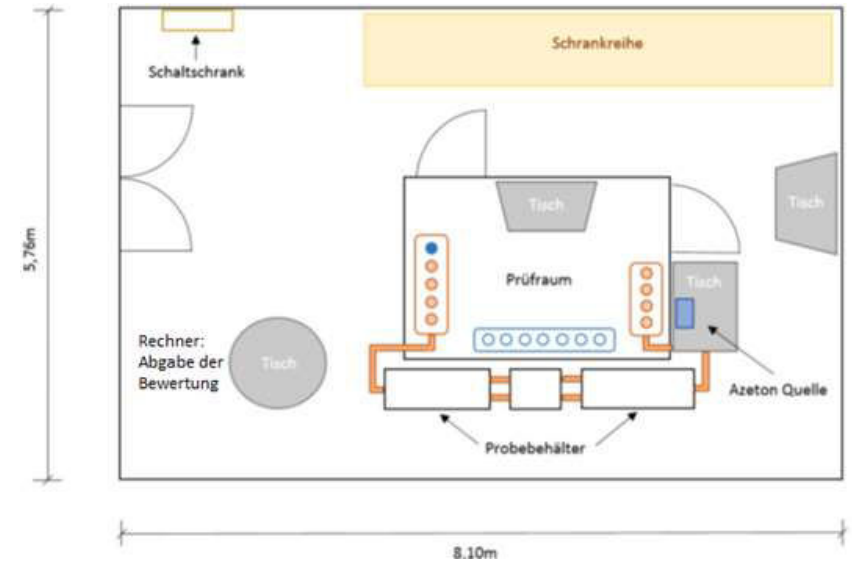 Schrankreihe
Schaltschrank
Tisch
Tisch
Prüfraum
Tisch
5,76m
Rechner:
Abgabe der
Bewertung
Tisch
Azeton Quelle
Probebehälter
8.10m